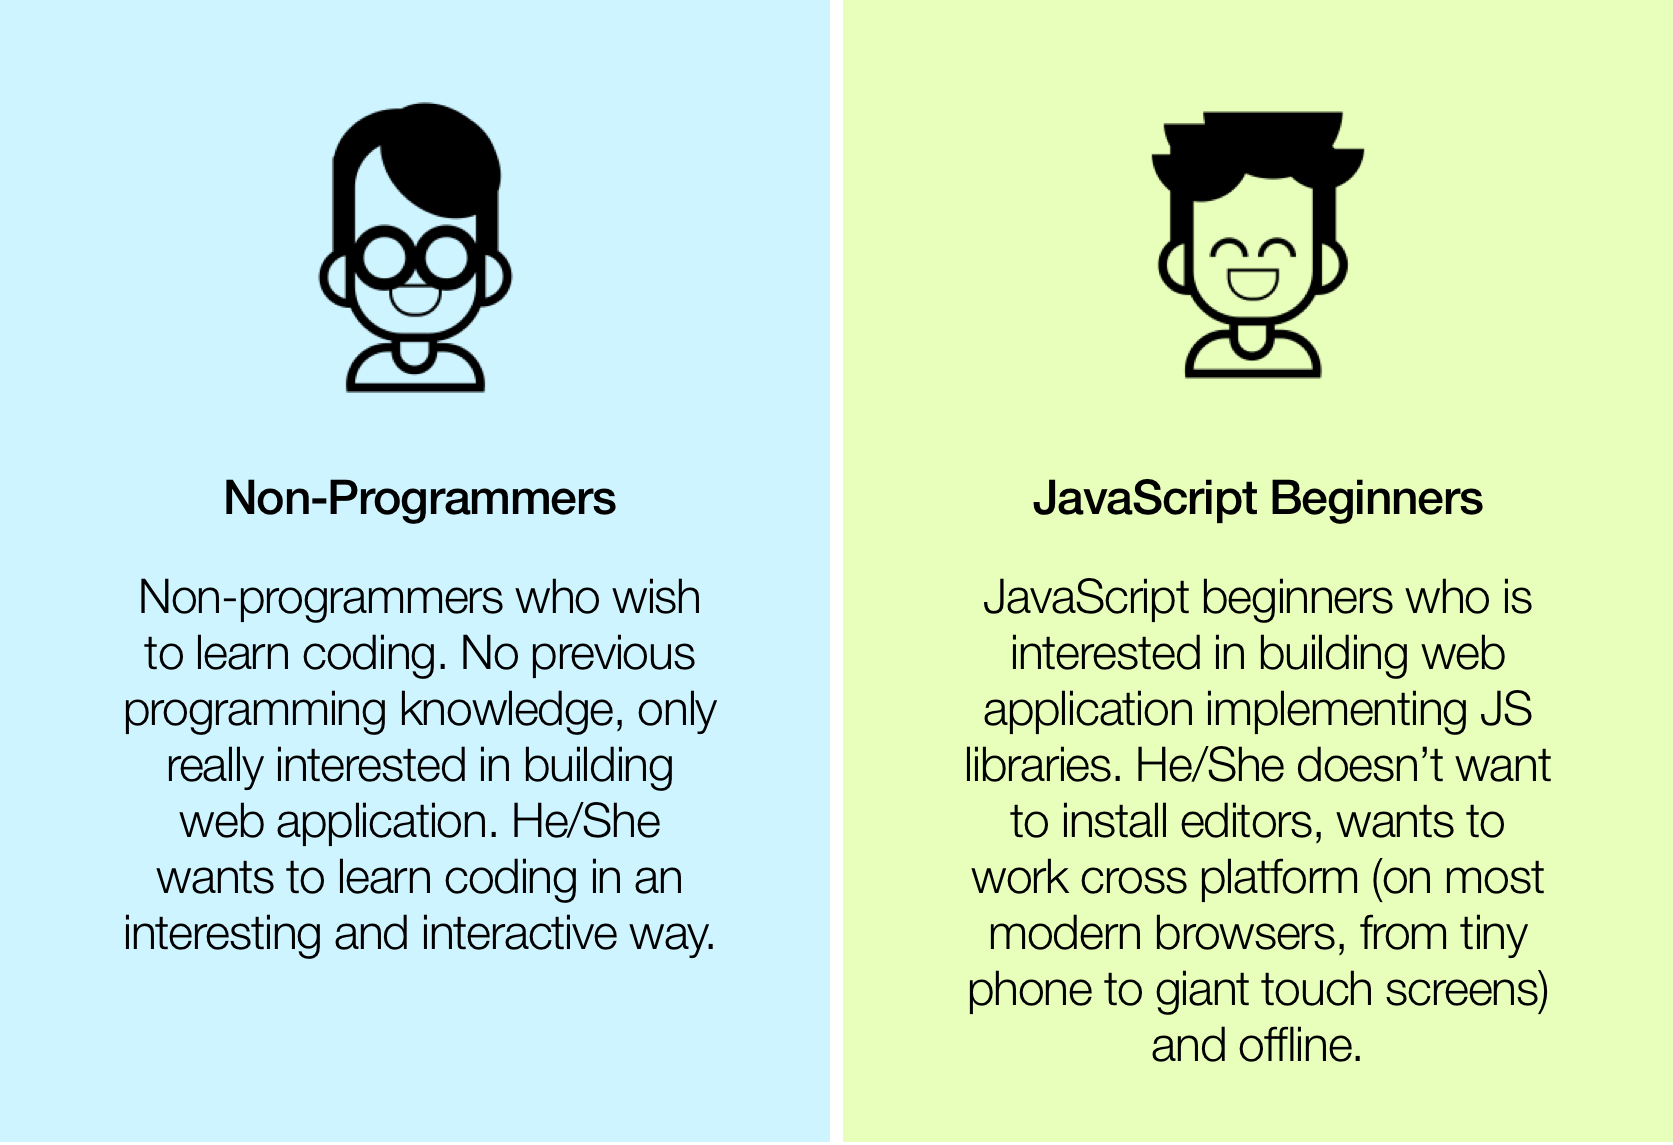 Non-Programmers
Non-programmers who wish
to learn coding. No previous
programming knowledge, only
really interested in building
web application. He/She
wants to learn coding in an
interesting and interactive way.
JavaScript Beginners
JavaScript beginners who is
interested in building web
application implementing JS
libraries. He/She doesn’t want
to install editors, wants to
work cross platform (on most
modern browsers, from tiny
phone to giant touch screens)
and offline.